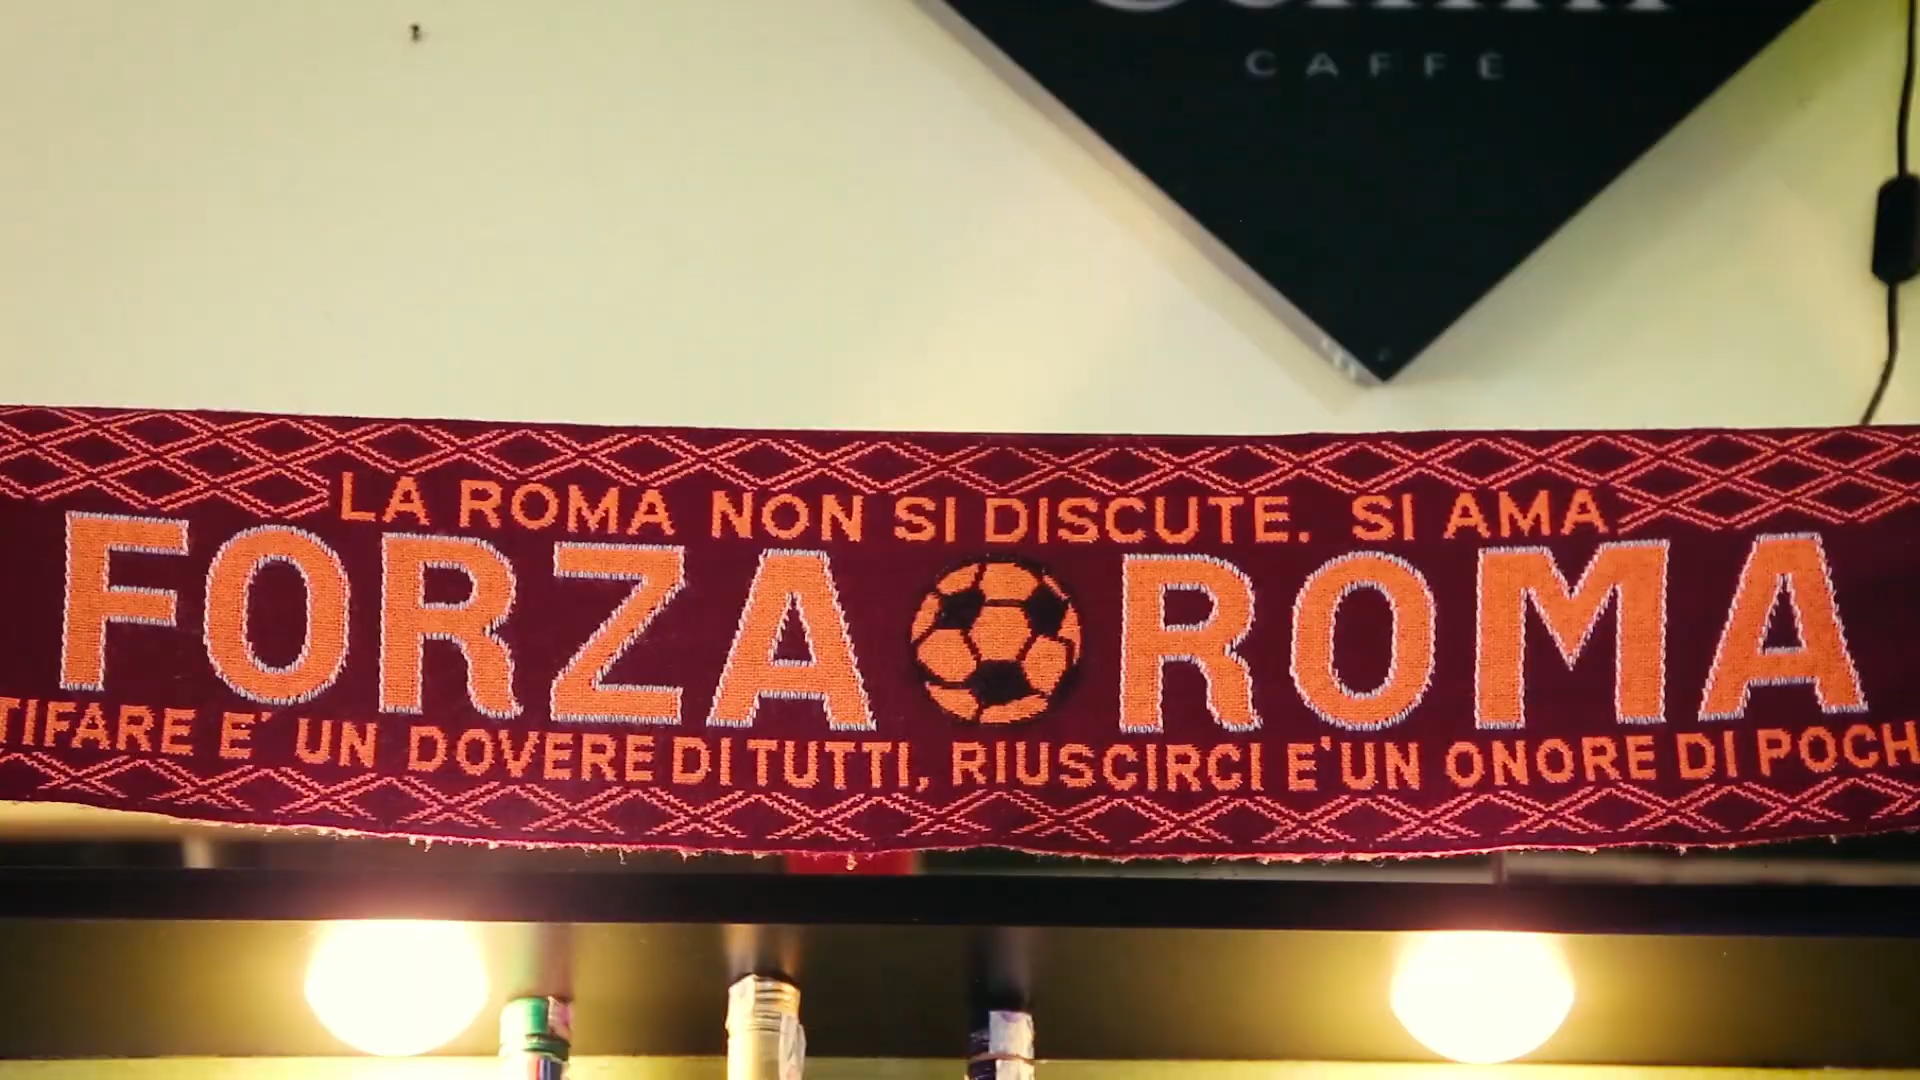 CAFFÈ
LA ROMA NON SI DISCUTE. SI AMA
FORZA ROMA
TIFARE E' UN DOVERE DI TUTTI, RIUSCIRCI E' UN ONORE DI POCH